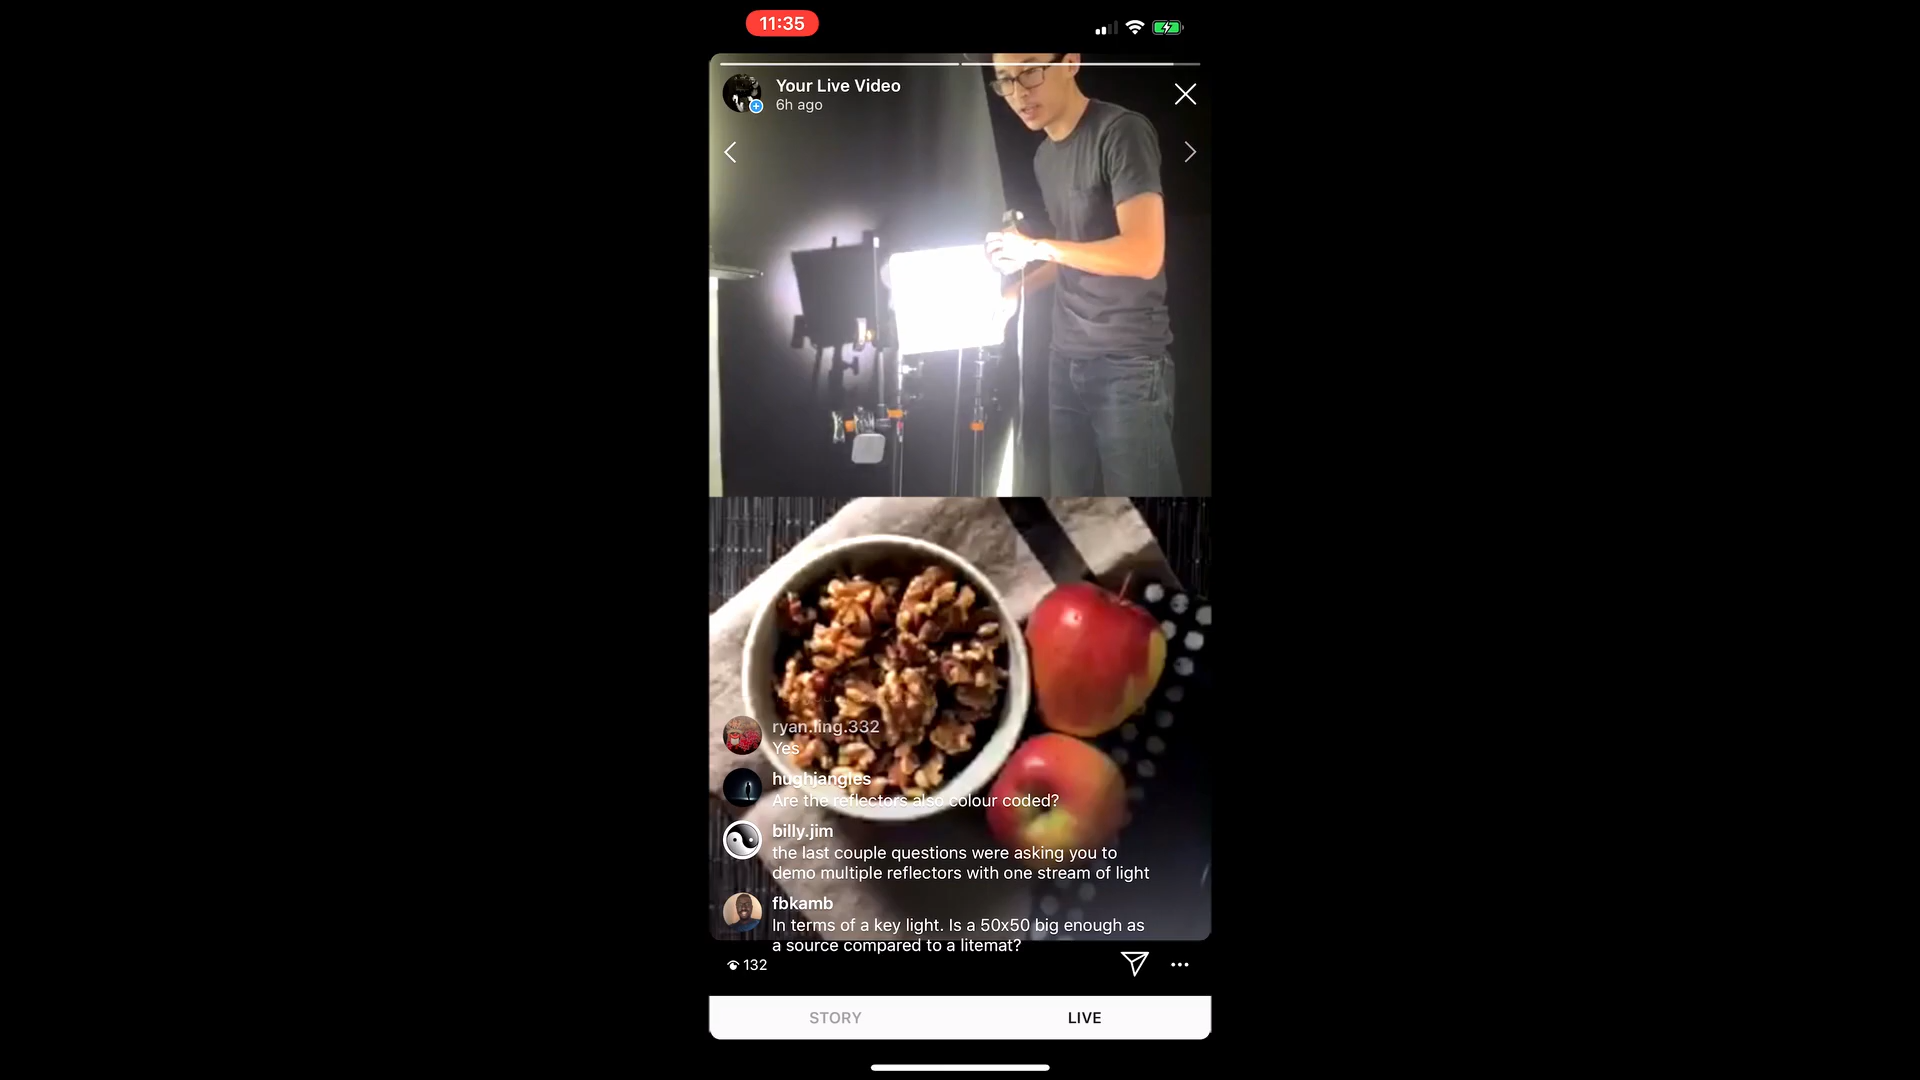 11:35
Your Live Video
6h ago
ryan.ling.332
Yes
hughjangles
Are the reflectors also colour coded?
billy.jim
the last couple questions were asking you to
demo multiple reflectors with one stream of light
fbkamb
In terms of a key light. Is a 50x50 big enough as
a source compared to a litemat?
132
STORY
LIVE